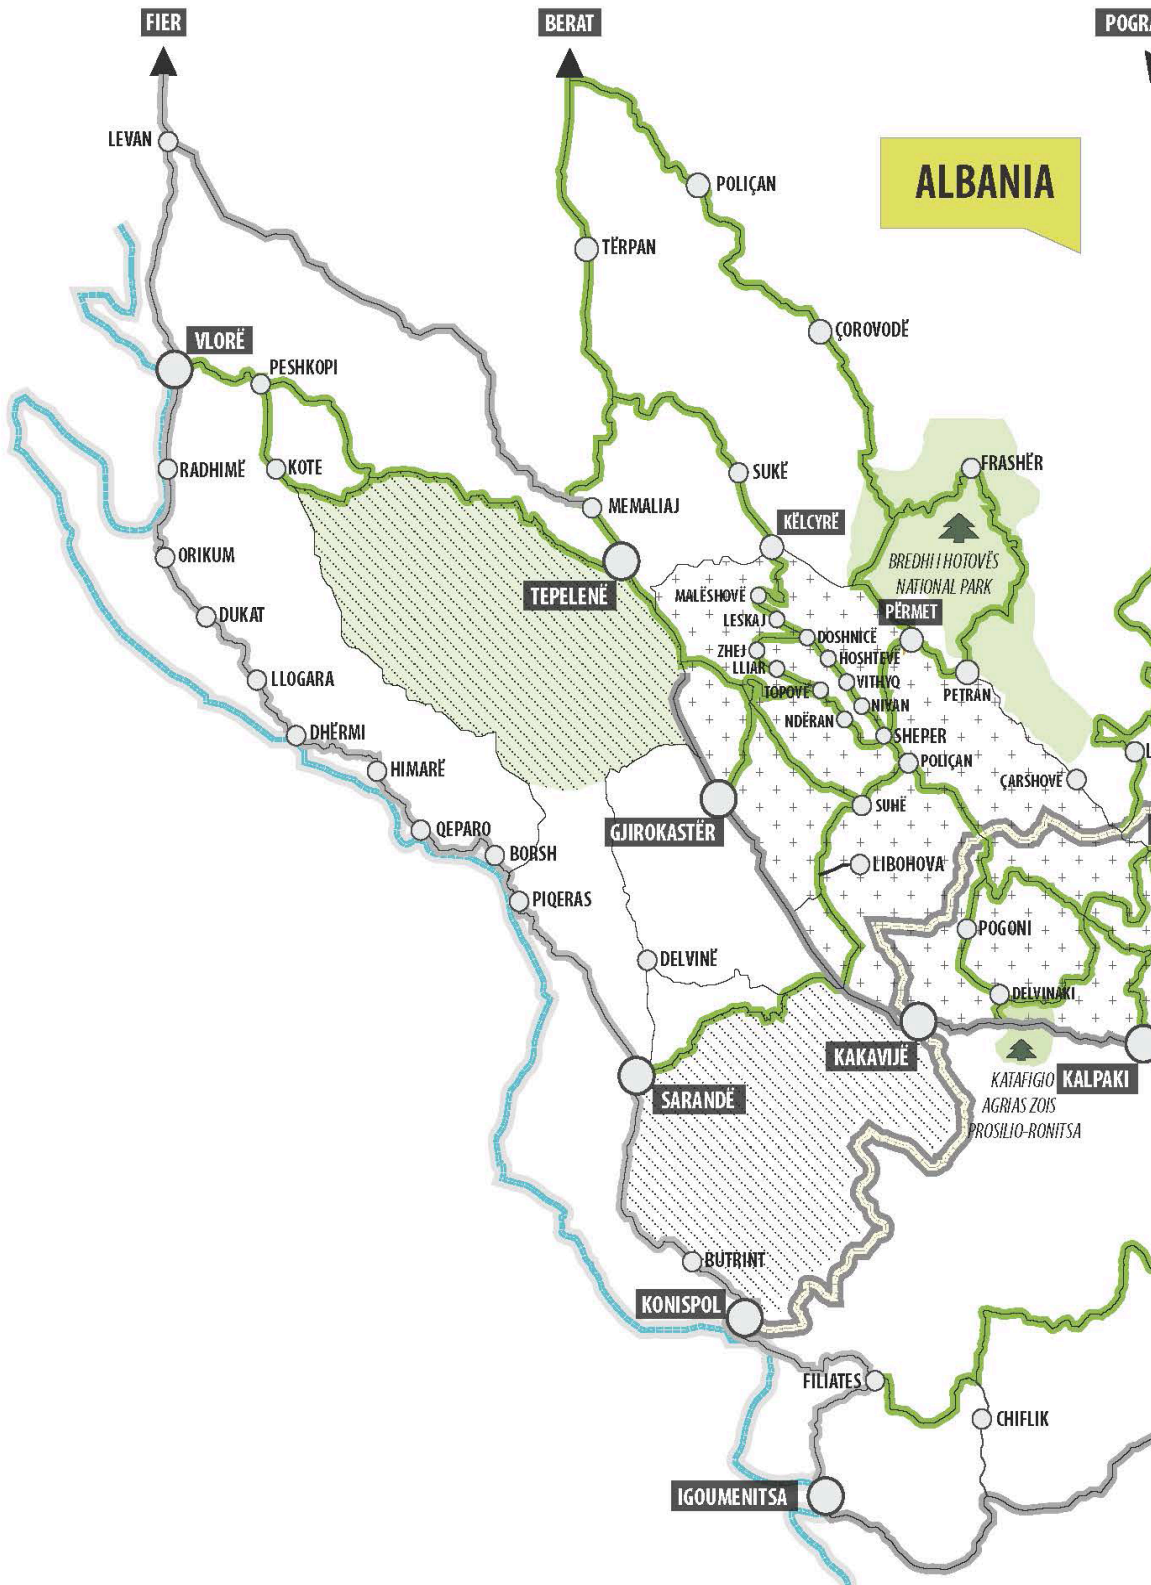 FIER
BERAT
POGRA
LEVAN
ALBANIA
POLIÇAN
TËRPAN
ÇOROVODË
VLORË
PESHKOPI
RADHIMË
KOTE
SUKË
FRASHËR
MEMALIAJ
KËLCYRË
ORIKUM
BREDHI I HOTOVËS
NATIONAL PARK
TEPELENË
MALËSHOVË
DUKAT
LESKAJ
PËRMET
DOSHNICË
ZHEJ
HOSHTEVË
LLIAR
LLOGARA
VITHYQ
TOPOVË
PETRAN
NIVAN
NDËRAN
DHËRMI
SHEPER
L
POLIÇAN
HIMARË
ÇARSHOVË
SUHË
QEPARO
GJIROKASTËR
BORSH
LIBOHOVA
PIQERAS
POGONI
DELVINË
DELVINAKI
KAKAVIJË
KATAFIGIO
KALPAKI
AGRIAS ZOIS
SARANDË
PROSILIO-RONITSA
BUTRINT
KONISPOL
FILIATES
CHIFLIK
IGOUMENITSA